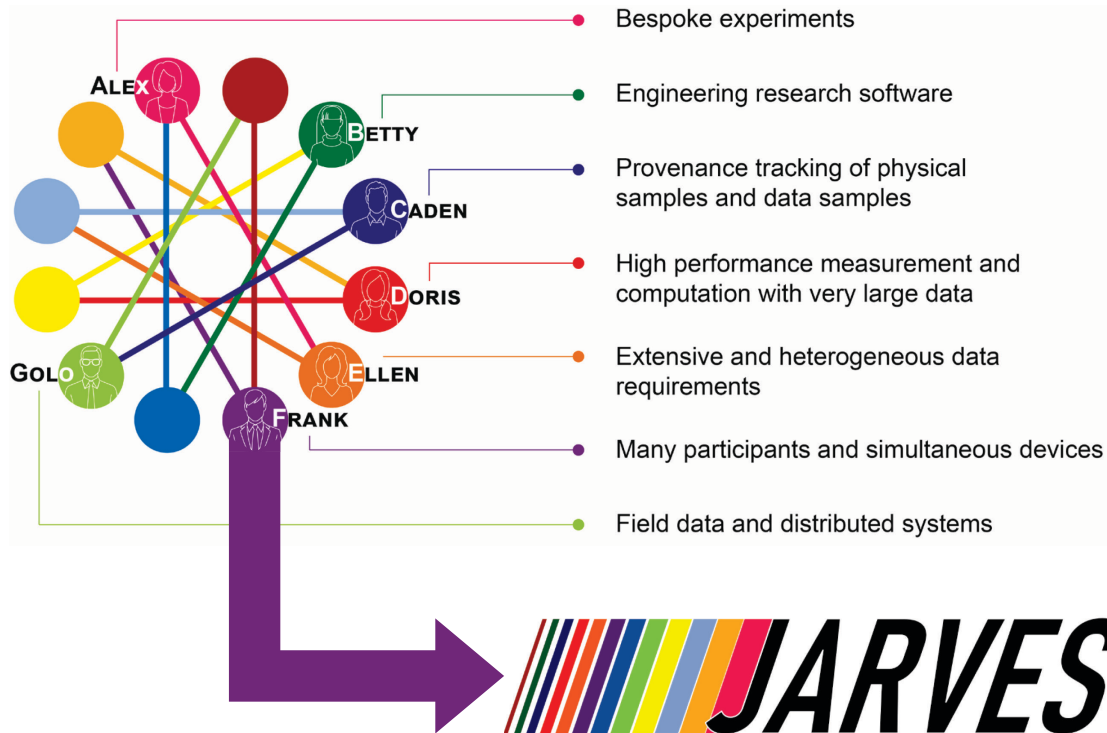 Bespoke experiments
ALEX
BETTY
Engineering research software
CADEN
Provenance tracking of physical
samples and data samples
DORIS
High performance measurement and
computation with very large data
GOLO
ELLEN
Extensive and heterogeneous data
requirements
FRANK
Many participants and simultaneous devices
Field data and distributed systems
JARVES